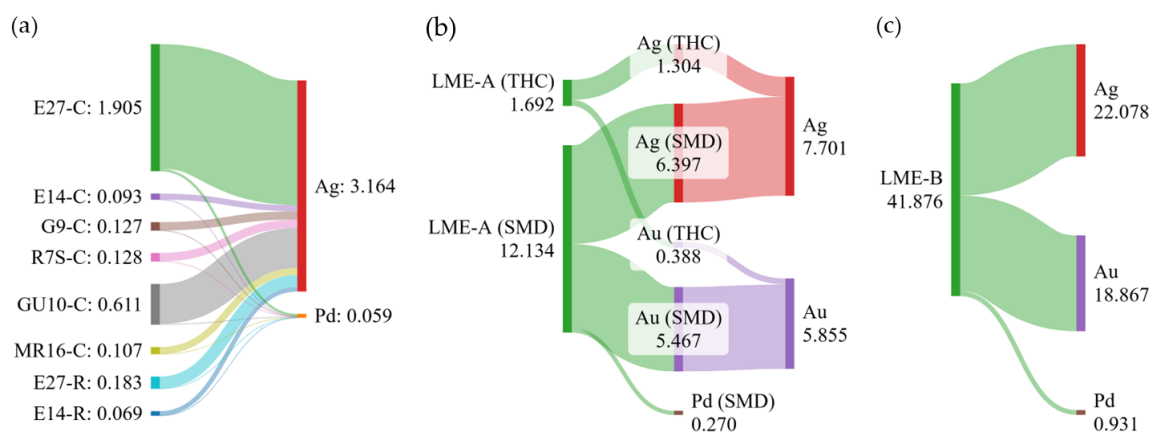 (a)
E27-C: 1.905
E14-C: 0.093
G9-C: 0.127
R7S-C: 0.128
GU10-C: 0.611
MR16-C: 0.107
E27-R: 0.183
E14-R: 0.069
Ag: 3.164
Pd: 0.059
(b)
LME-A (THC)
1.692
LME-A (SMD)
12.134
Ag (THC)
1.304
Ag (SMD)
6.397
Au (THC)
0.388
Au (SMD)
5.467
Pd (SMD)
0.270
Ag
7.701
Au
5.855
(c)
LME-B
41.876
Ag
22.078
Au
18.867
Pd
0.931